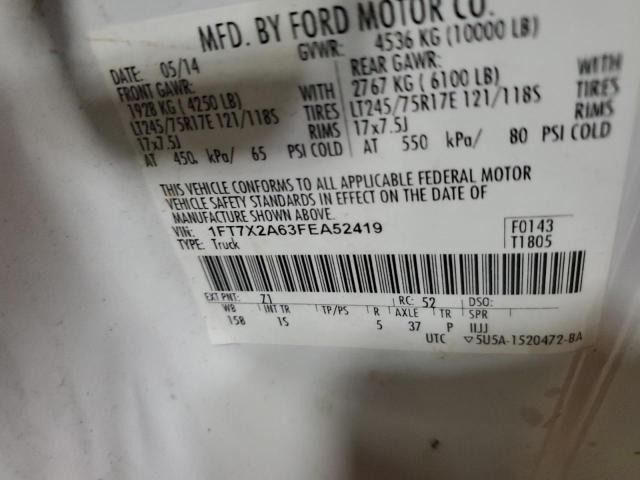 MFD. BY FORD MOTOR CO.
DATE: 05/14 GVWR: 4536 KG (10000 LB)
FRONT GAWR: WITH REAR GAWR: WITH
1928 KG (4250 LB) TIRES 2767 KG (6100 LB) TIRES
LT245/75R17E 121/118S RIMS LT245/75R17E 121/118S RIMS
17x7.5J 17x7.5J
AT 450 kPa/ 65 PSI COLD AT 550 kPa/ 80 PSI COLD
THIS VEHICLE CONFORMS TO ALL APPLICABLE FEDERAL MOTOR
VEHICLE SAFETY STANDARDS IN EFFECT ON THE DATE OF
MANUFACTURE SHOWN ABOVE.
VIN: 1FT7X2A63FEA52419 F0143
TYPE: Truck T1805
EXT PNT: Z1 RC: 52 DSO:
WB INT TR TP/PS R AXLE TR SPR
158 1S 5 37 P IIJJ
UTC ▽5U5A-1520472-BA